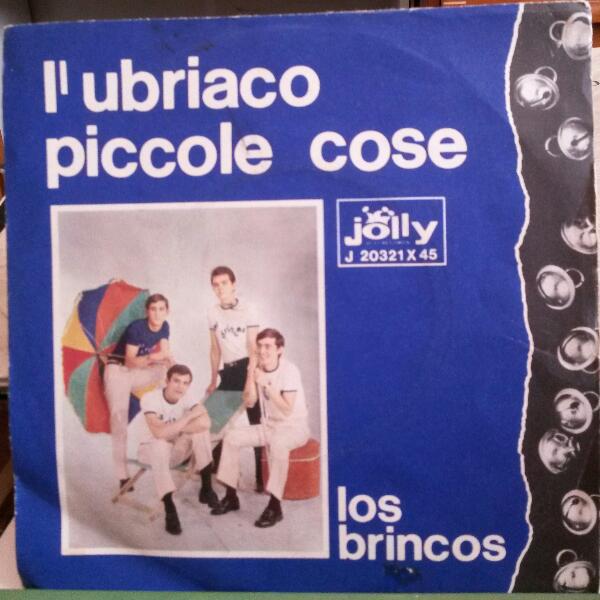 l'ubriaco
piccole cose
jolly
J 20321 X 45
los
brincos